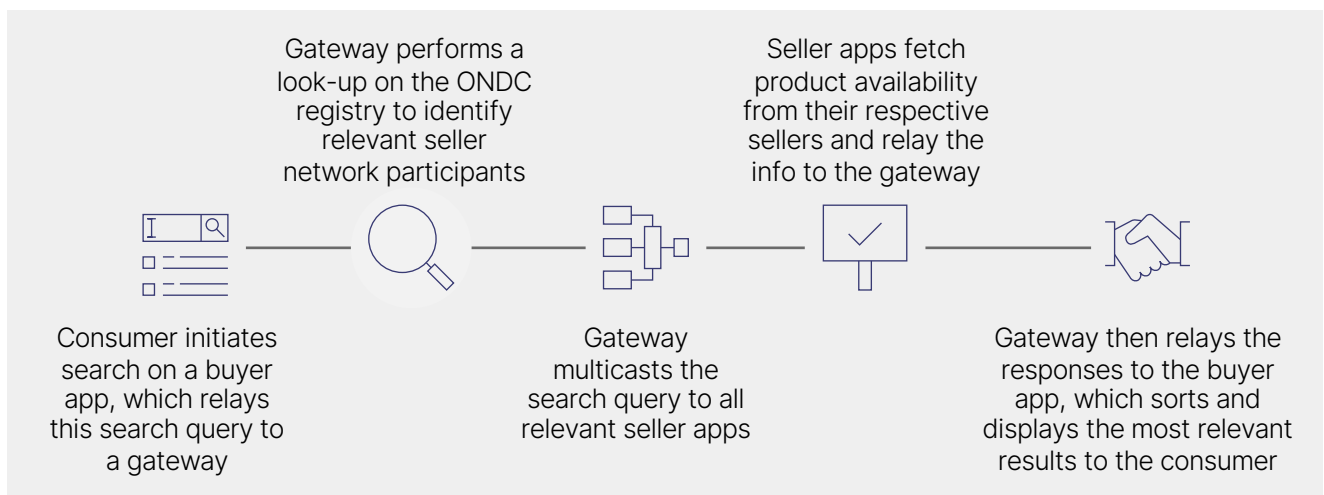 Gateway performs a
look-up on the ONDC
registry to identify
relevant seller
network participants
Seller apps fetch
product availability
from their respective
sellers and relay the
info to the gateway
Consumer initiates
search on a buyer
app, which relays
this search query to
a gateway
Gateway
multicasts the
search query to all
relevant seller apps
Gateway then relays the
responses to the buyer
app, which sorts and
displays the most relevant
results to the consumer